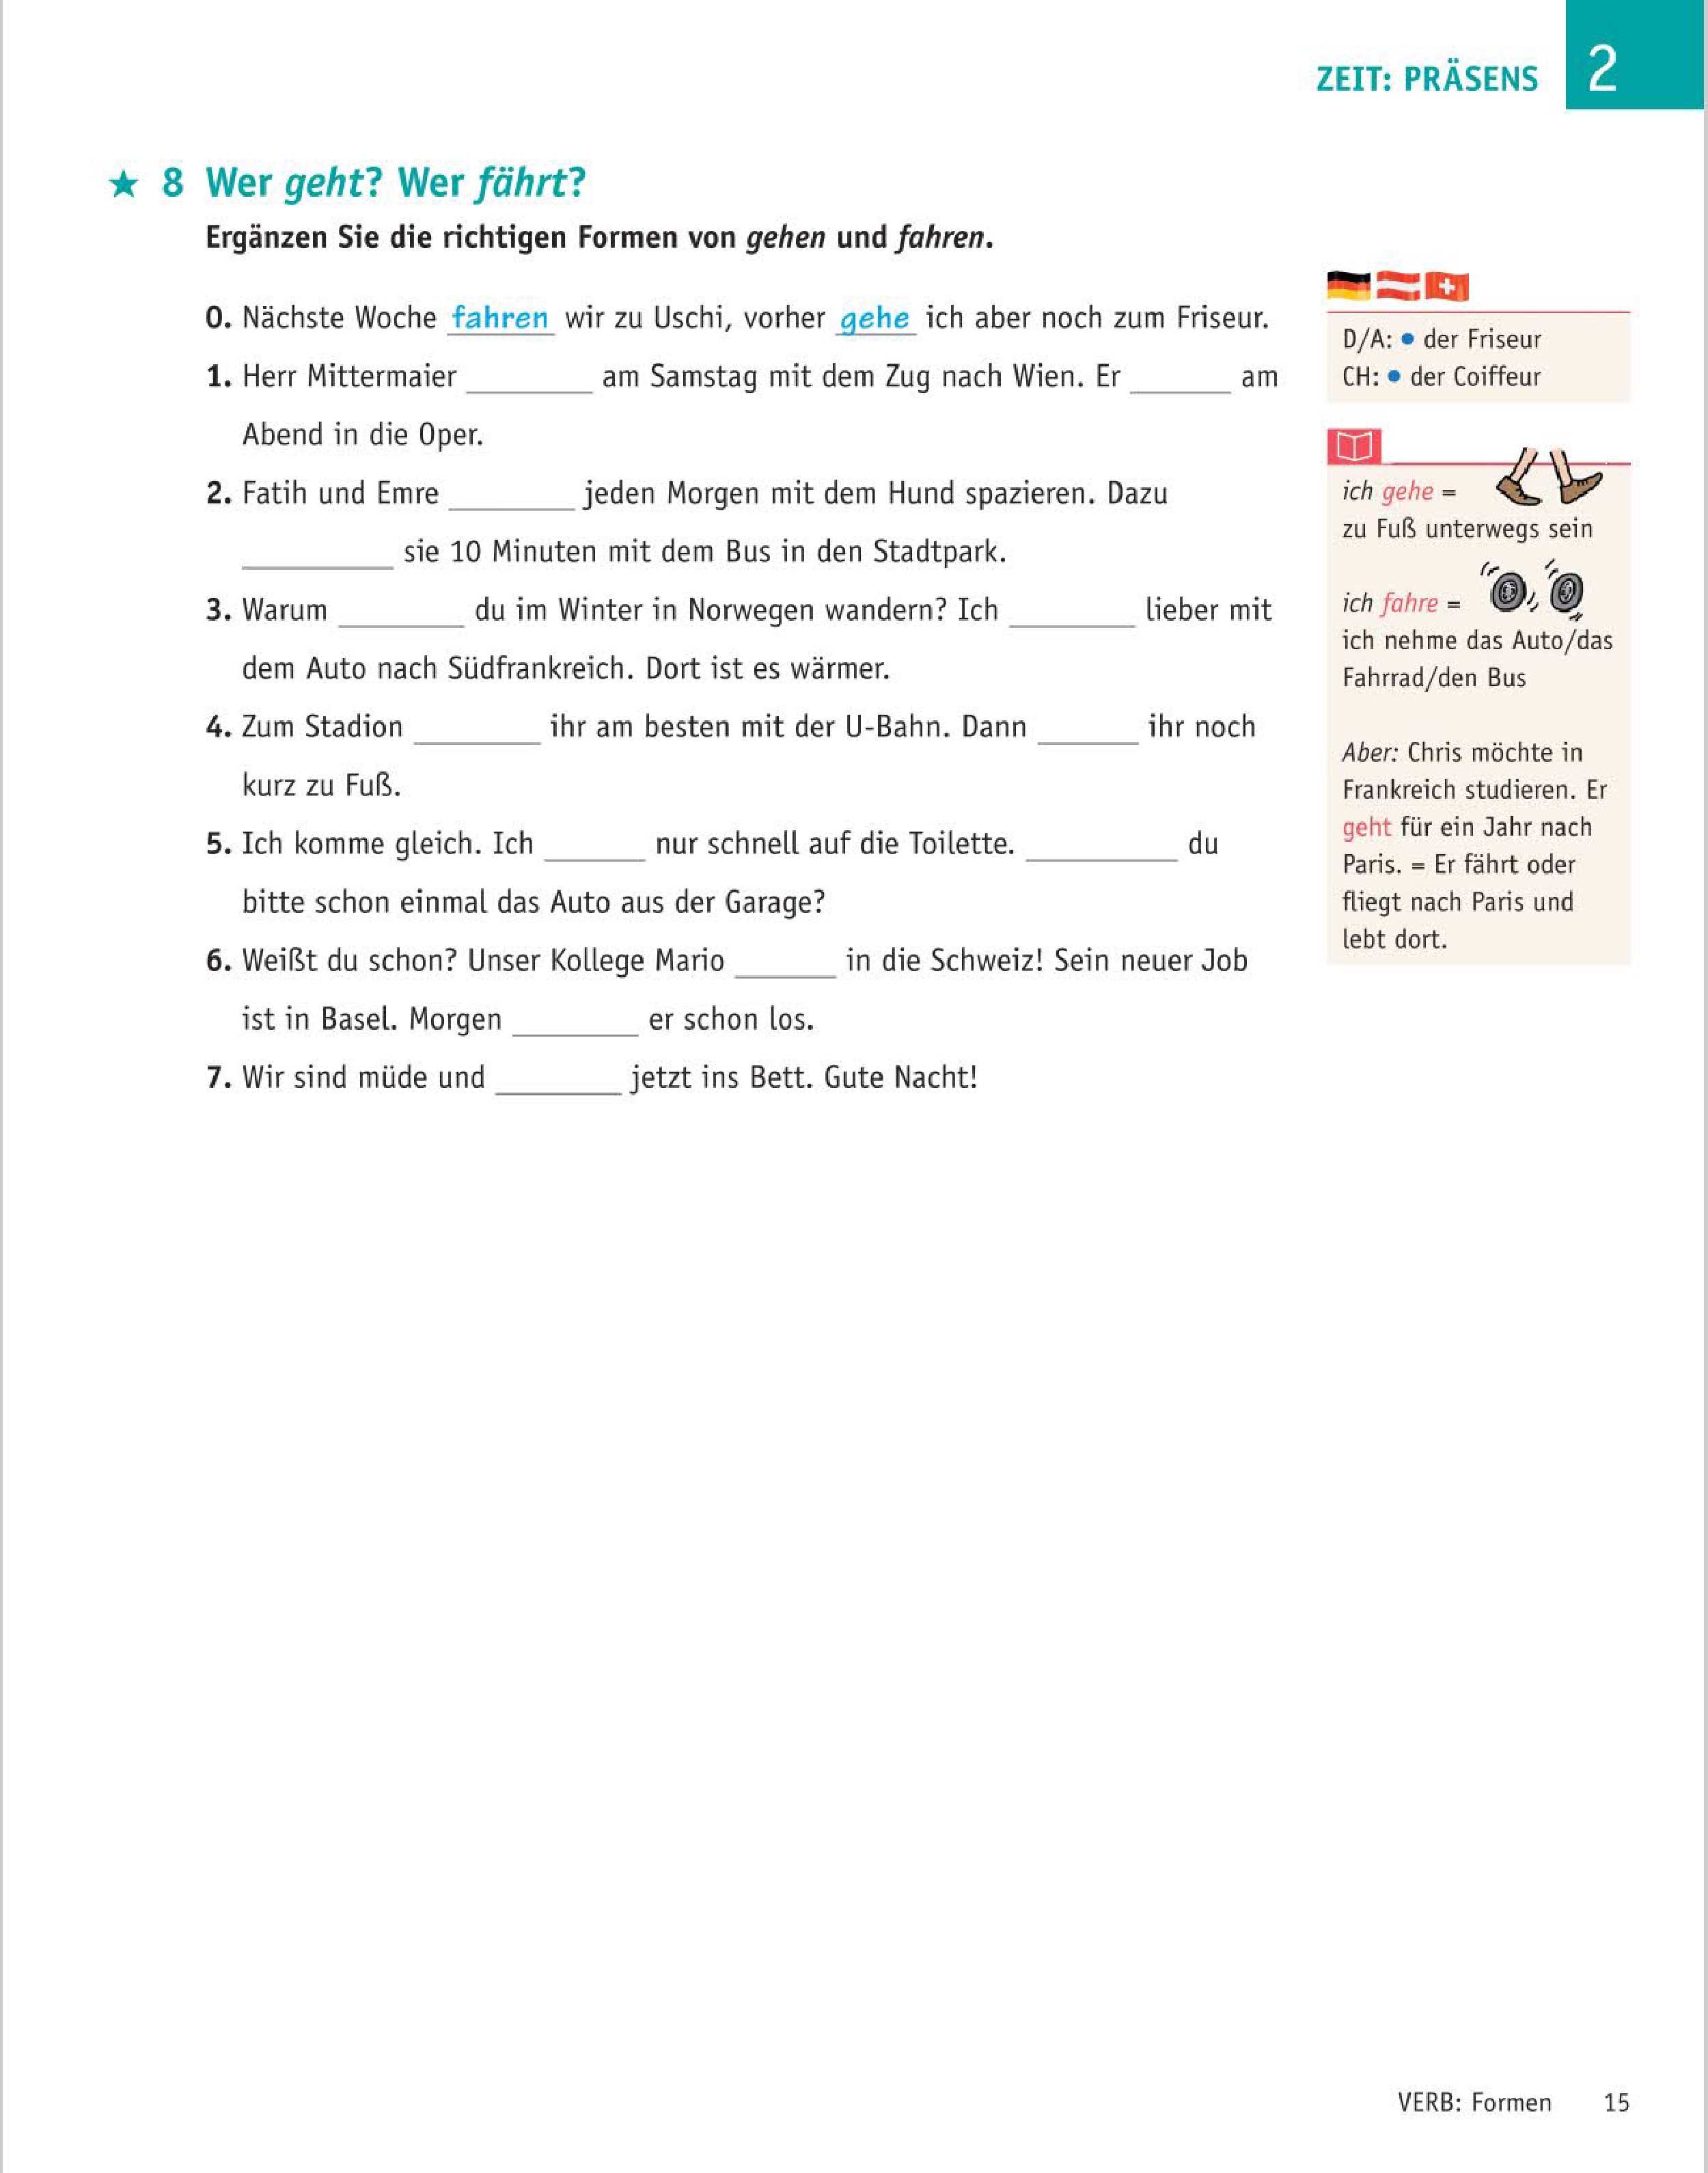 ZEIT: PRÄSENS 2
★ 8 Wer geht? Wer fährt?
Ergänzen Sie die richtigen Formen von gehen und fahren.
0. Nächste Woche fahren wir zu Uschi, vorher gehe ich aber noch zum Friseur.
1. Herr Mittermaier ________ am Samstag mit dem Zug nach Wien. Er ______ am
Abend in die Oper.
2. Fatih und Emre ________ jeden Morgen mit dem Hund spazieren. Dazu
_________ sie 10 Minuten mit dem Bus in den Stadtpark.
3. Warum ________ du im Winter in Norwegen wandern? Ich ________ lieber mit
dem Auto nach Südfrankreich. Dort ist es wärmer.
4. Zum Stadion ________ ihr am besten mit der U-Bahn. Dann ______ ihr noch
kurz zu Fuß.
5. Ich komme gleich. Ich ______ nur schnell auf die Toilette. _________ du
bitte schon einmal das Auto aus der Garage?
6. Weißt du schon? Unser Kollege Mario ______ in die Schweiz! Sein neuer Job
ist in Basel. Morgen ________ er schon los.
7. Wir sind müde und ________ jetzt ins Bett. Gute Nacht!
D/A: • der Friseur
CH: • der Coiffeur
ich gehe =
zu Fuß unterwegs sein
ich fahre =
ich nehme das Auto/das
Fahrrad/den Bus
Aber: Chris möchte in
Frankreich studieren. Er
geht für ein Jahr nach
Paris. = Er fährt oder
fliegt nach Paris und
lebt dort.
VERB: Formen 15